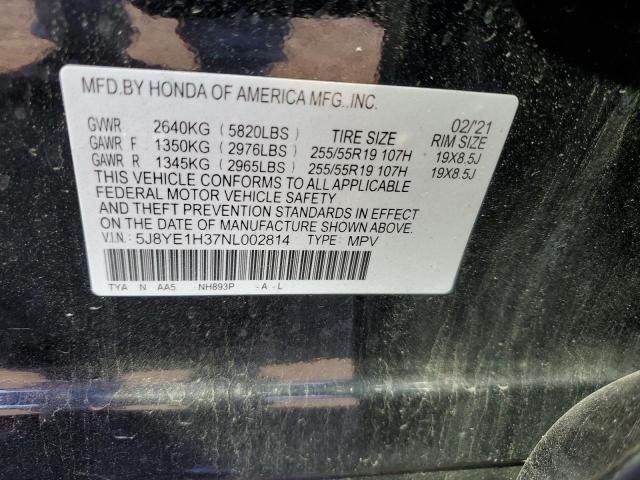 MFD.BY HONDA OF AMERICA MFG.,INC.
02/21
GVWR 2640KG (5820LBS) TIRE SIZE RIM SIZE
GAWR F 1350KG (2976LBS) 255/55R19 107H 19X8.5J
GAWR R 1345KG (2965LBS) 255/55R19 107H 19X8.5J
THIS VEHICLE CONFORMS TO ALL APPLICABLE
FEDERAL MOTOR VEHICLE SAFETY
AND THEFT PREVENTION STANDARDS IN EFFECT
ON THE DATE OF MANUFACTURE SHOWN ABOVE.
V.I.N.: 5J8YE1H37NL002814 TYPE: MPV
TYA N AA5 NH893P -A-L